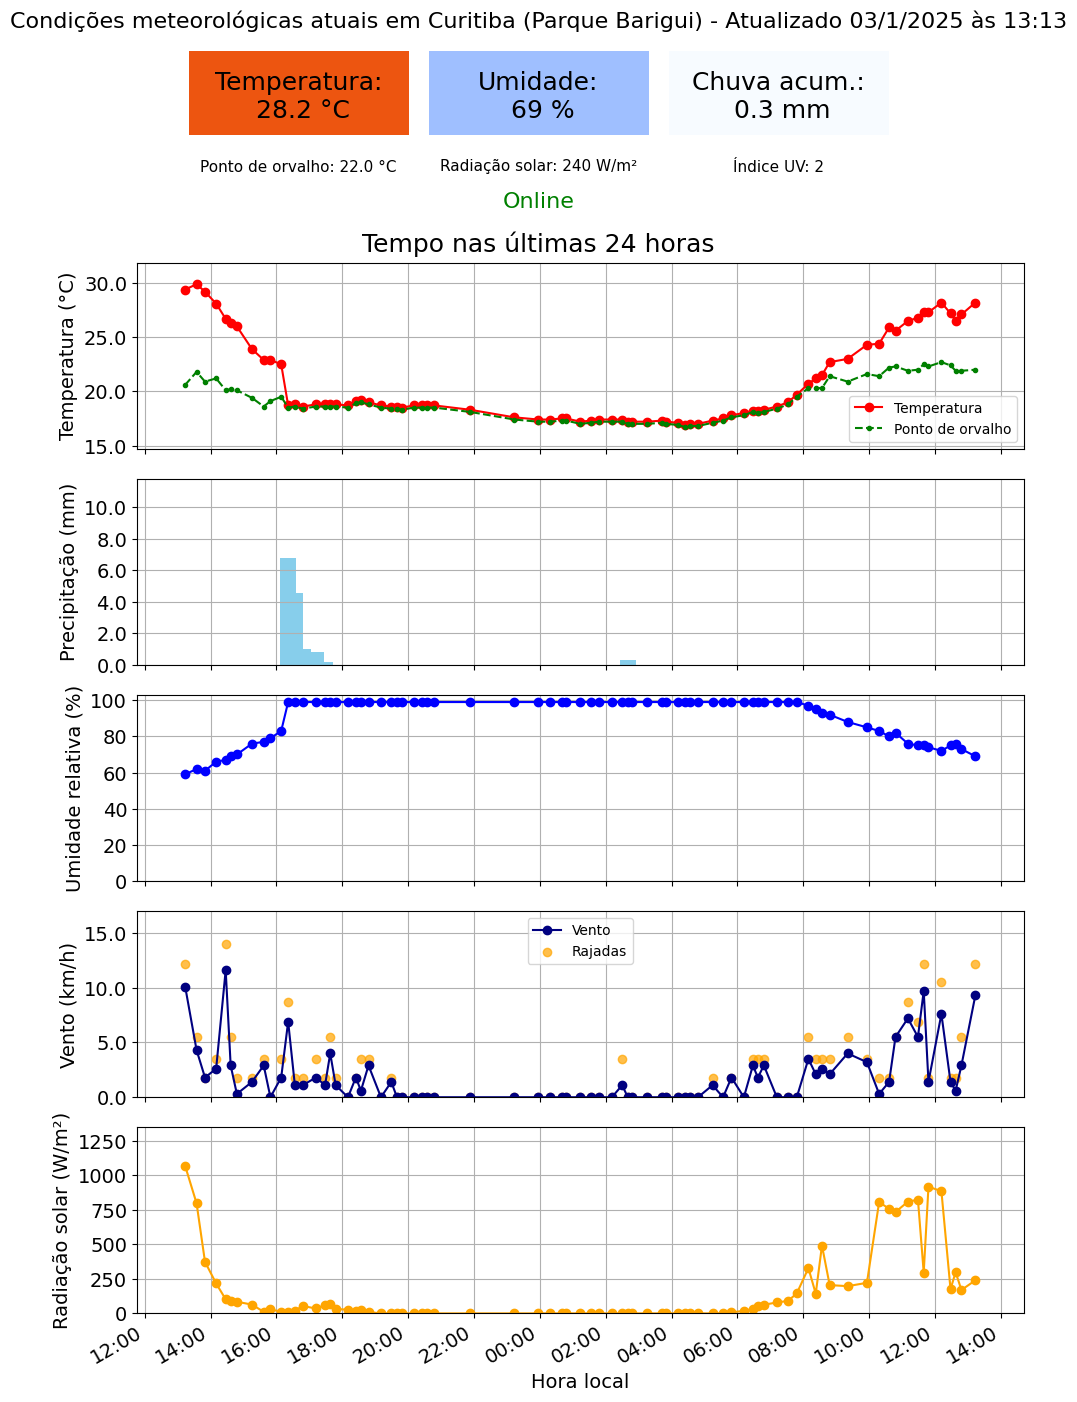 Condições meteorológicas atuais em Curitiba (Parque Barigui) - Atualizado 03/1/2025 às 13:13
Temperatura:
28.2 °C
Umidade:
69 %
Chuva acum.:
0.3 mm
Ponto de orvalho: 22.0 °C
Radiação solar: 240 W/m²
Índice UV: 2
Online
Tempo nas últimas 24 horas
Temperatura (°C)
30.0
25.0
20.0
15.0
Temperatura
Ponto de orvalho
Precipitação (mm)
10.0
8.0
6.0
4.0
2.0
0.0
Umidade relativa (%)
100
80
60
40
20
0
Vento (km/h)
15.0
10.0
5.0
0.0
Vento
Rajadas
Radiação solar (W/m²)
1250
1000
750
500
250
0
12:00
14:00
16:00
18:00
20:00
22:00
00:00
02:00
04:00
06:00
08:00
10:00
12:00
14:00
Hora local